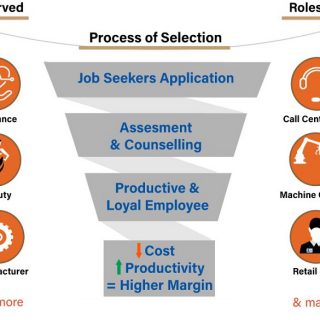 rved
Roles
Process of Selection
Job Seekers Application
Assesment
& Counselling
Productive &
Loyal Employee
Cost
Productivity
= Higher Margin
ance
uty
acturer
more
Call Cent
Machine
Retail
& ma